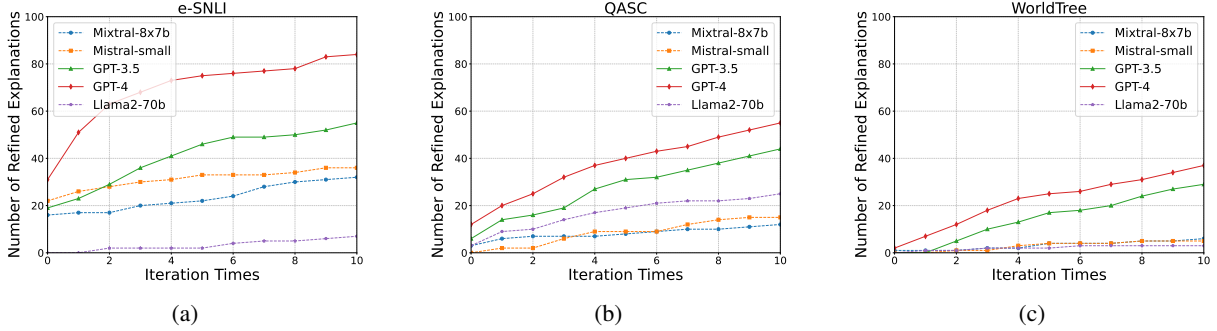 e-SNLI
Number of Refined Explanations
100
80
60
40
20
0
Mixtral-8x7b
Mistral-small
GPT-3.5
GPT-4
Llama2-70b
0 2 4 6 8 10
Iteration Times
(a)
QASC
Number of Refined Explanations
100
80
60
40
20
0
Mixtral-8x7b
Mistral-small
GPT-3.5
GPT-4
Llama2-70b
0 2 4 6 8 10
Iteration Times
(b)
WorldTree
Number of Refined Explanations
100
80
60
40
20
0
Mixtral-8x7b
Mistral-small
GPT-3.5
GPT-4
Llama2-70b
0 2 4 6 8 10
Iteration Times
(c)